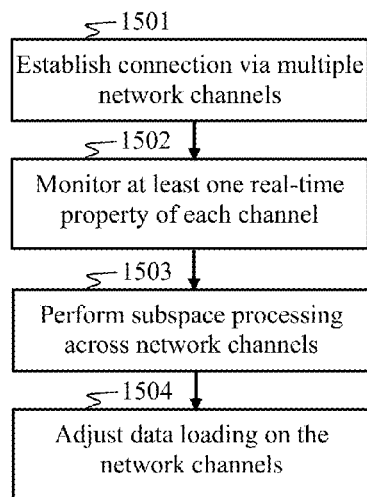 1501
Establish connection via multiple
network channels
1502
Monitor at least one real-time
property of each channel
1503
Perform subspace processing
across network channels
1504
Adjust data loading on the
network channels